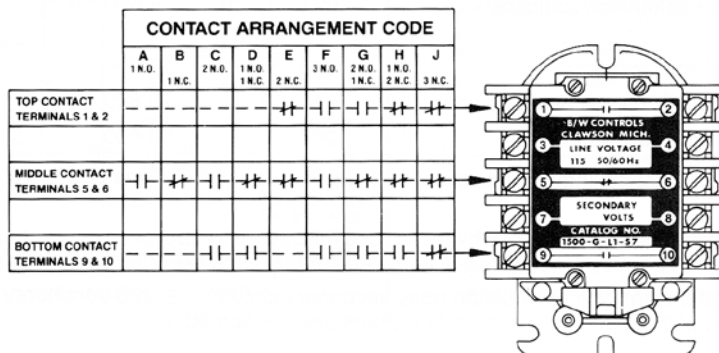 CONTACT ARRANGEMENT CODE
A B C D E F G H J
1 N.O. 2 N.O. 1 N.O. 3 N.O. 2 N.O. 1 N.O.
1 N.C. 1 N.C. 2 N.C. 1 N.C. 2 N.C. 3 N.C.
TOP CONTACT
TERMINALS 1 & 2
MIDDLE CONTACT
TERMINALS 5 & 6
BOTTOM CONTACT
TERMINALS 9 & 10
1 2
B/W CONTROLS
CLAWSON MICH.
3 LINE VOLTAGE 4
115 50/60Hz
5 6
SECONDARY
7 VOLTS 8
CATALOG NO.
1500-G-L1-S7
9 10